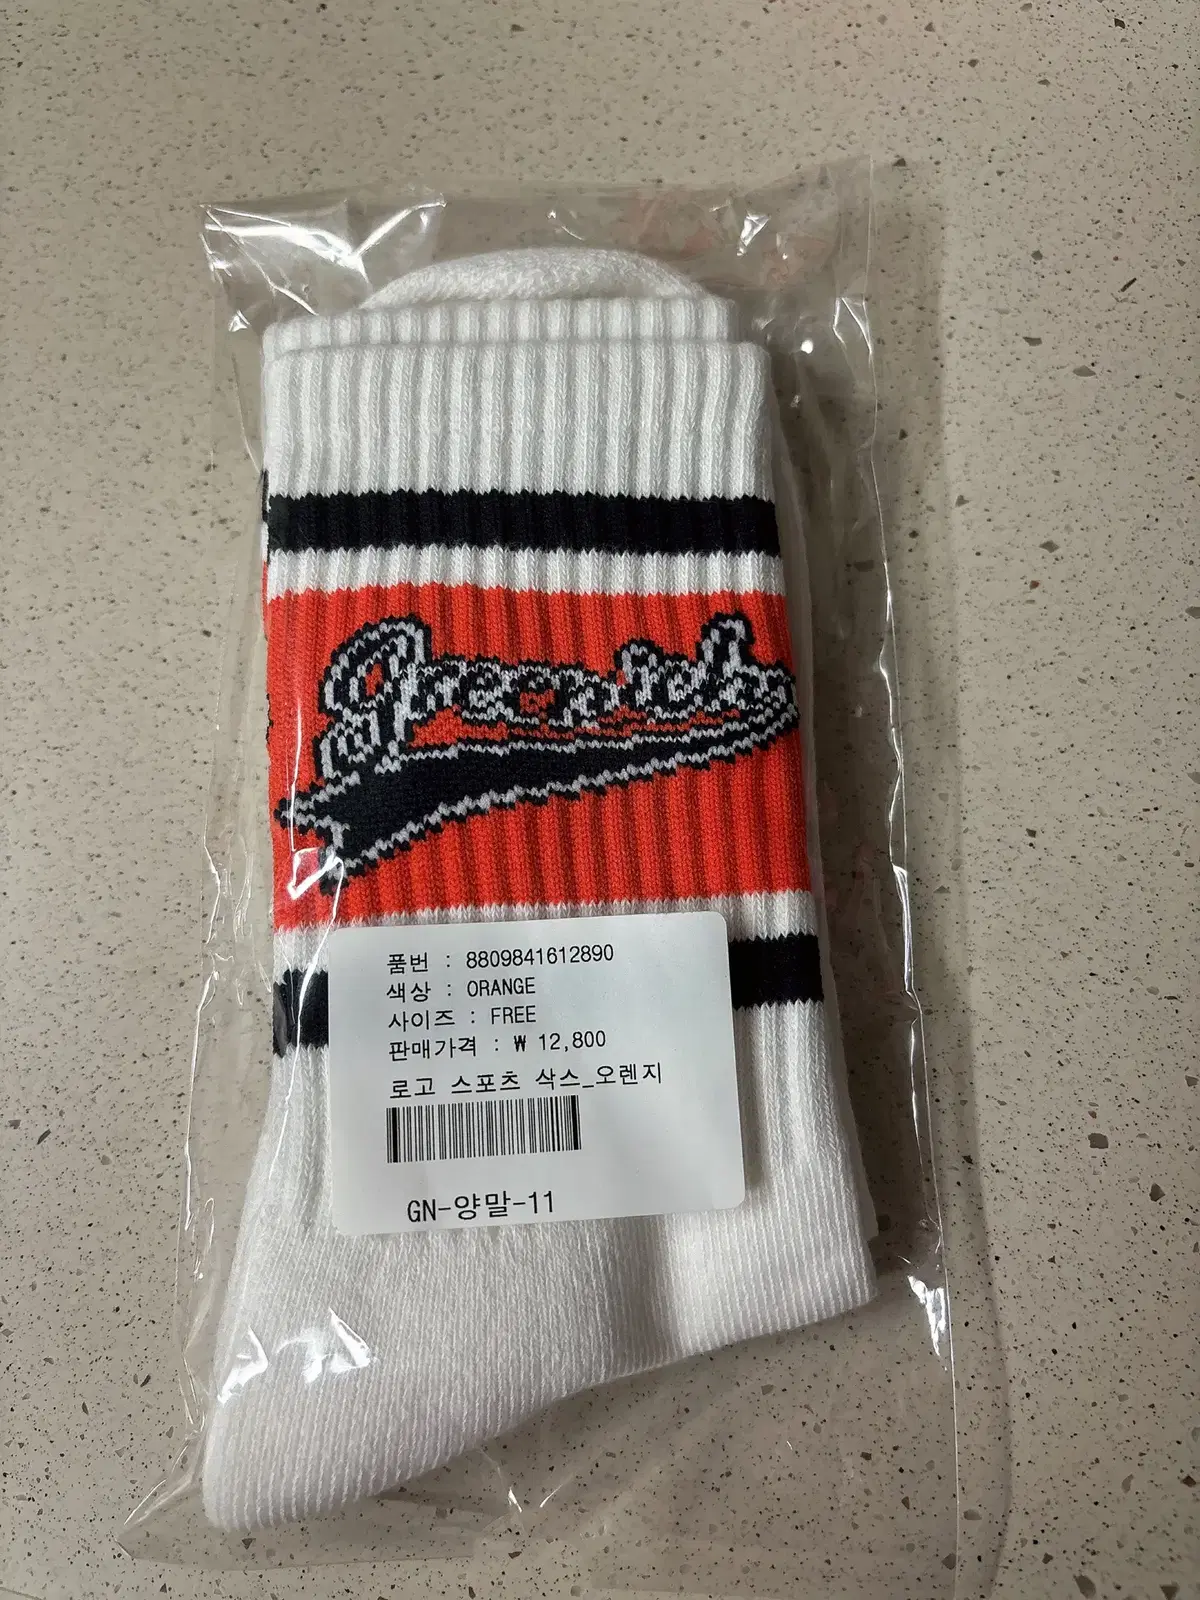 품번 : 8809841612890
색상 : ORANGE
사이즈 : FREE
판매가격 : ₩ 12,800
로고 스포츠 삭스_오렌지
GN-양말-11